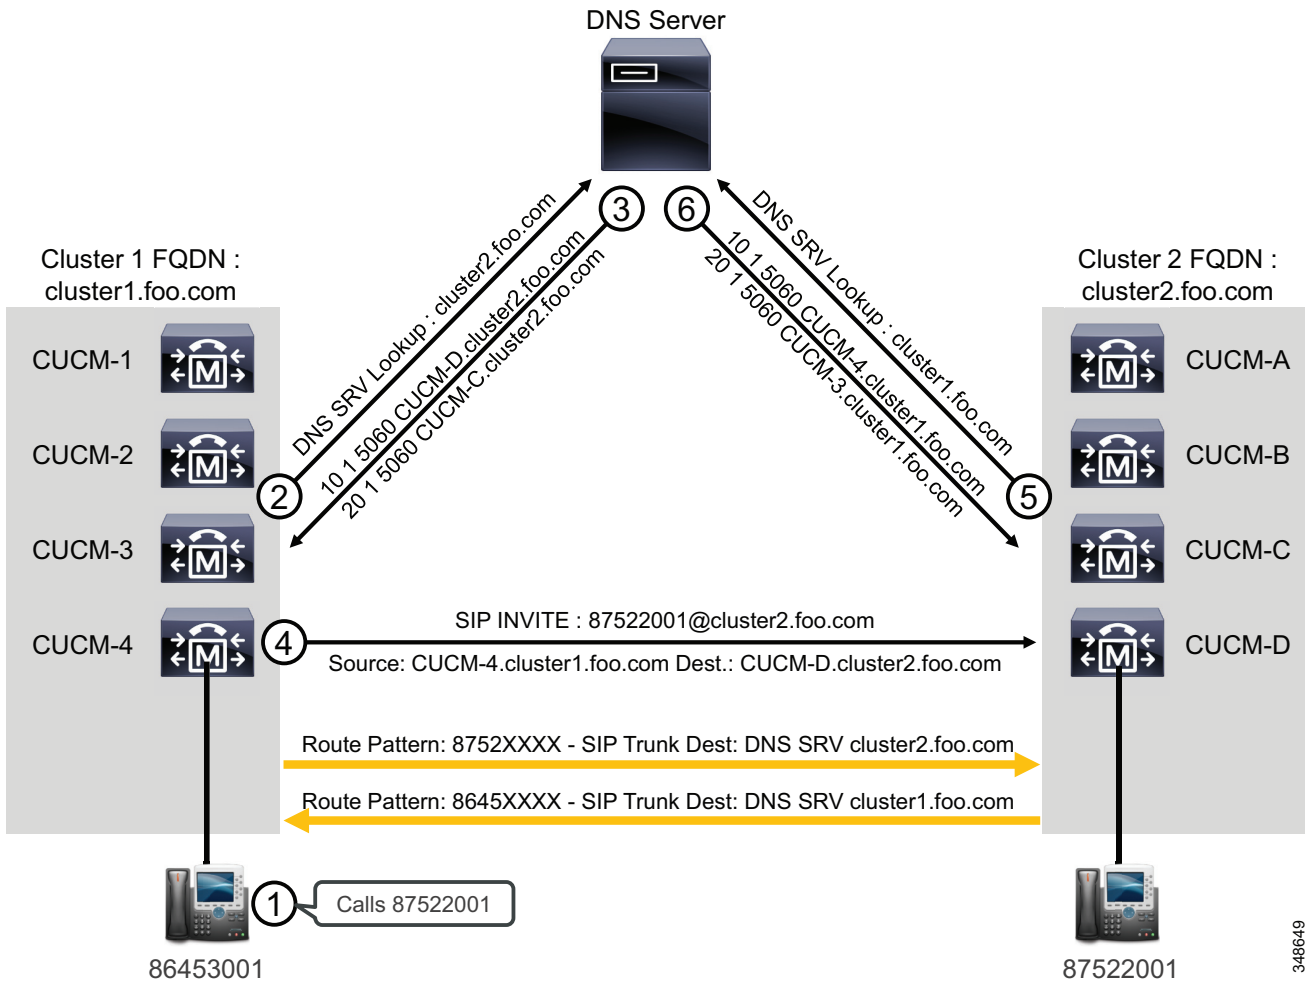 DNS Server
3
6
DNS SRV Lookup : cluster2.foo.com
10 1 5060 CUCM-D.cluster2.foo.com
20 1 5060 CUCM-C.cluster2.foo.com
DNS SRV Lookup : cluster1.foo.com
10 1 5060 CUCM-4.cluster1.foo.com
20 1 5060 CUCM-3.cluster1.foo.com
Cluster 1 FQDN :
cluster1.foo.com
Cluster 2 FQDN :
cluster2.foo.com
CUCM-1
M
M
CUCM-A
CUCM-2
M
2
5
M
CUCM-B
CUCM-3
M
M
CUCM-C
CUCM-4
M
4
SIP INVITE : 87522001@cluster2.foo.com
Source: CUCM-4.cluster1.foo.com Dest.: CUCM-D.cluster2.foo.com
M
CUCM-D
Route Pattern: 8752XXXX - SIP Trunk Dest: DNS SRV cluster2.foo.com
Route Pattern: 8645XXXX - SIP Trunk Dest: DNS SRV cluster1.foo.com
1
Calls 87522001
86453001
87522001
348649